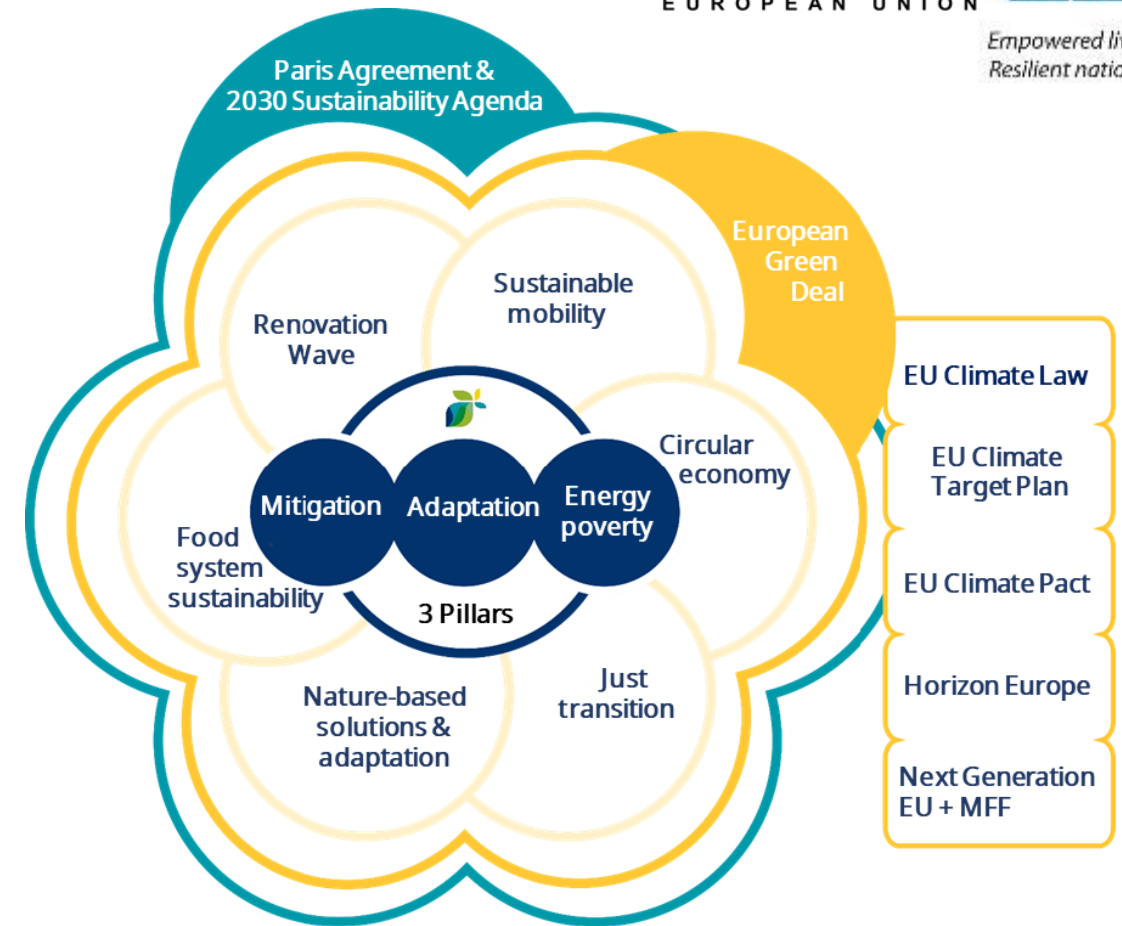 EUROPEAN UNION
Empowered
Resilient
Paris Agreement &
2030 Sustainability Agenda
European
Green
Deal
Sustainable
mobility
Renovation
Wave
Circular
economy
Mitigation
Adaptation
Energy
poverty
Food
system
sustainability
3 Pillars
Just
transition
Nature-based
solutions &
adaptation
EU Climate Law
EU Climate
Target Plan
EU Climate Pact
Horizon Europe
Next Generation
EU + MFF